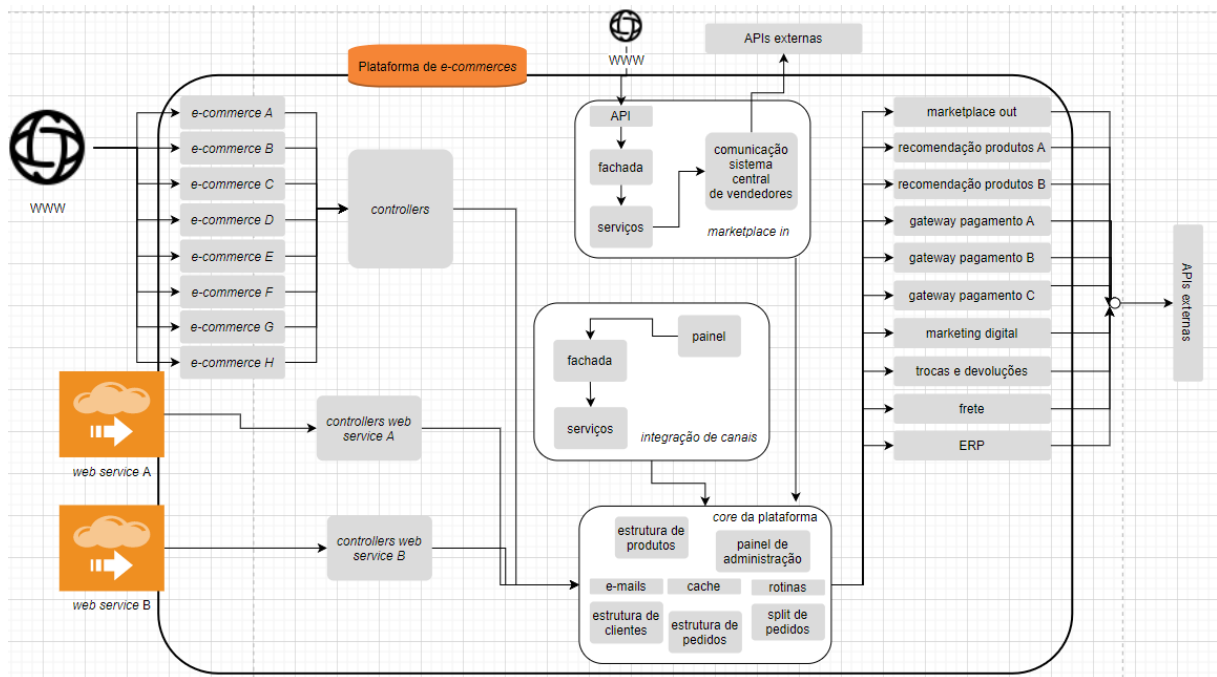 WWW
APIs externas
Plataforma de e-commerces
WWW
e-commerce A
e-commerce B
e-commerce C
e-commerce D
e-commerce E
e-commerce F
e-commerce G
e-commerce H
controllers
web service A
controllers web
service A
web service B
controllers web
service B
API
fachada
serviços
comunicação
sistema
central
de vendedores
marketplace in
painel
fachada
serviços
integração de canais
core da plataforma
estrutura de
produtos
painel de
administração
e-mails
cache
rotinas
estrutura de
clientes
estrutura de
pedidos
split de
pedidos
marketplace out
recomendação produtos A
recomendação produtos B
gateway pagamento A
gateway pagamento B
gateway pagamento C
marketing digital
trocas e devoluções
frete
ERP
APIs externas